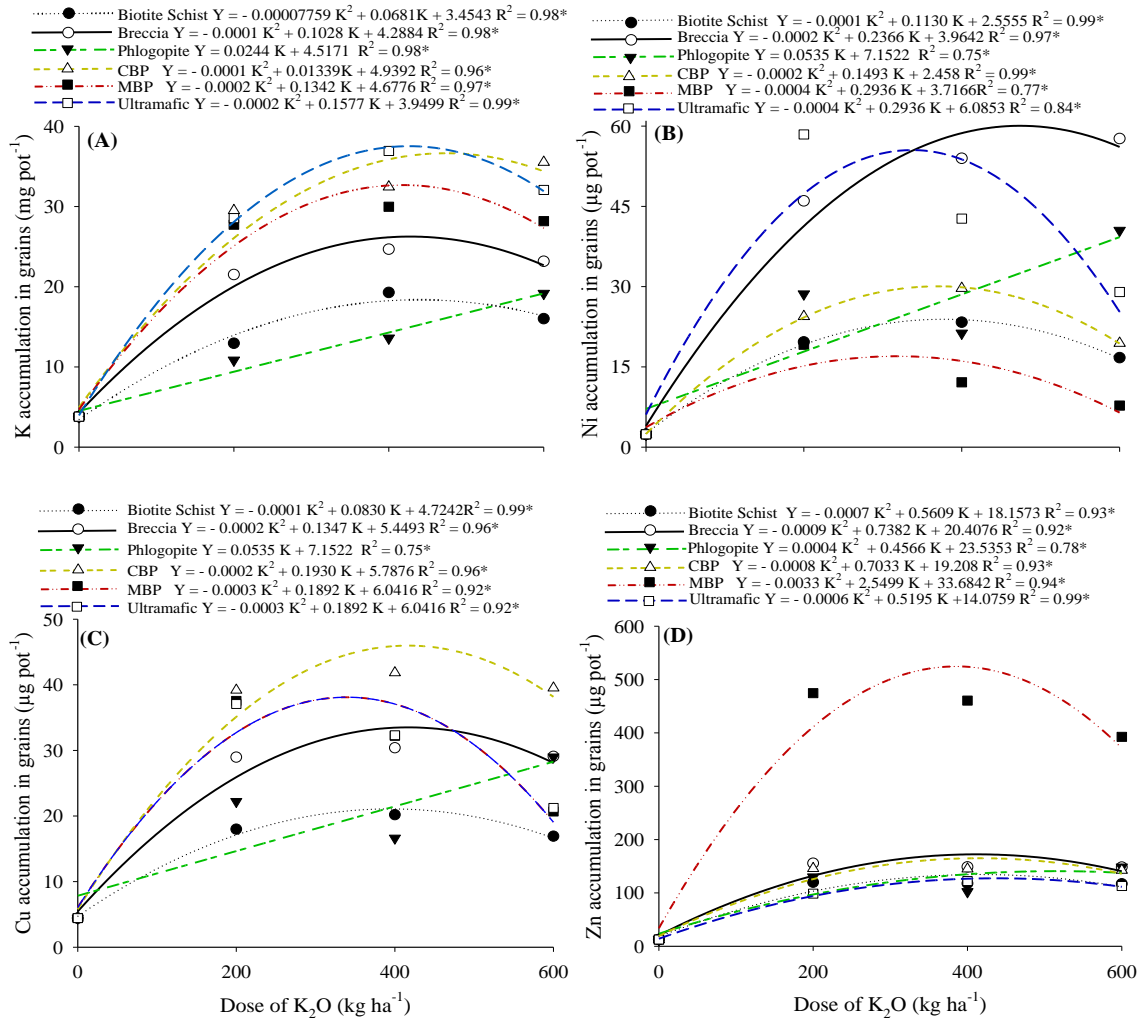 Biotite Schist Y = - 0.00007759 K² + 0.0681K + 3.4543 R² = 0.98*
Breccia Y = -0.0001 K² + 0.1028 K + 4.2884 R² = 0.98*
Phlogopite Y = 0.0244 K + 4.5171 R² = 0.98*
CBP Y = - 0.0001 K² + 0.01339K + 4.9392 R² = 0.96*
MBP Y = - 0.0002 K² + 0.1342 K + 4.6776 R² = 0.97*
Ultramafic Y = - 0.0002 K² + 0.1577 K + 3.9499 R² = 0.99*
(A)
K accumulation in grains (mg pot⁻¹)
40
30
20
10
0
Biotite Schist Y = -0.0001 K² + 0.1130 K + 2.5555 R² = 0.99*
Breccia Y = - 0.0002 K² + 0.2366 K + 3.9642 R² = 0.97*
Phlogopite Y = 0.0535 K + 7.1522 R² = 0.75*
CBP Y = - 0.0002 K² + 0.1493 K + 2.458 R² = 0.99*
MBP Y = - 0.0004 K² + 0.2936 K + 3.7166R² = 0.77*
Ultramafic Y = - 0.0004 K² + 0.2936 K + 6.0853 R² = 0.84*
(B)
Ni accumulation in grains (µg pot⁻¹)
60
45
30
15
0
Biotite Schist Y = -0.0001 K² + 0.0830 K + 4.7242R² = 0.99*
Breccia Y = - 0.0002 K² + 0.1347 K + 5.4493 R² = 0.96*
Phlogopite Y = 0.0535 K + 7.1522 R² = 0.75*
CBP Y = - 0.0002 K² + 0.1930 K + 5.7876 R² = 0.96*
MBP Y = - 0.0003 K² + 0.1892 K + 6.0416 R² = 0.92*
Ultramafic Y = - 0.0003 K² + 0.1892 K + 6.0416 R² = 0.92*
(C)
Cu accumulation in grains (µg pot⁻¹)
50
40
30
20
10
0
0 200 400 600
Dose of K₂O (kg ha⁻¹)
Biotite Schist Y = -0.0007 K² + 0.5609 K + 18.1573 R² = 0.93*
Breccia Y = -0.0009 K² + 0.7382 K + 20.4076 R² = 0.92*
Phlogopite Y = 0.0004 K² + 0.4566 K + 23.5353 R² = 0.78*
CBP Y = - 0.0008 K² + 0.7033 K + 19.208 R² = 0.93*
MBP Y = -0.0033 K² + 2.5499 K + 33.6842 R² = 0.94*
Ultramafic Y = -0.0006 K² + 0.5195 K +14.0759 R² = 0.99*
(D)
Zn accumulation in grains (µg pot⁻¹)
600
500
400
300
200
100
0
0 200 400 600
Dose of K₂O (kg ha⁻¹)